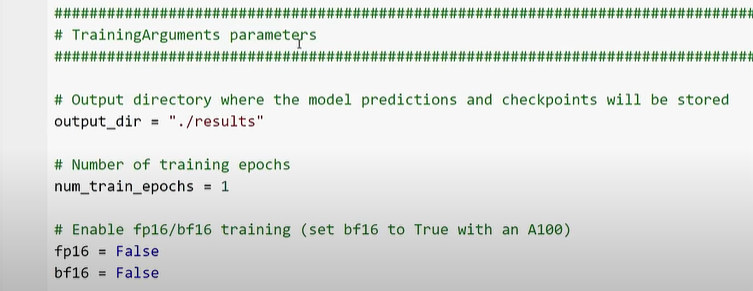 ################################################################################
# TrainingArguments parameters
################################################################################
# Output directory where the model predictions and checkpoints will be stored
output_dir = "./results"
# Number of training epochs
num_train_epochs = 1
# Enable fp16/bf16 training (set bf16 to True with an A100)
fp16 = False
bf16 = False